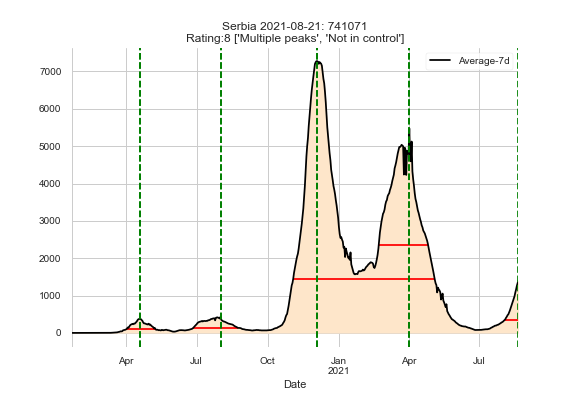 Serbia 2021-08-21: 741071
Rating:8 ['Multiple peaks', 'Not in control']
Average-7d
7000
6000
5000
4000
3000
2000
1000
0
Apr Jul Oct Jan Apr Jul
2021
Date